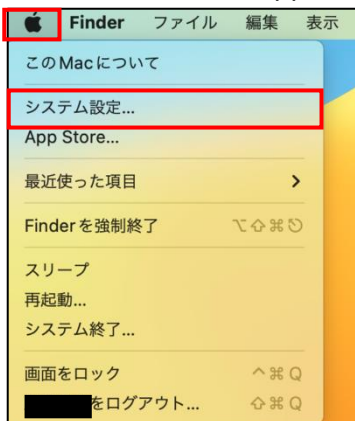 Finder ファイル 編集 表示
このMacについて
システム設定...
App Store...
最近使った項目 >
Finderを強制終了 ⌥⇧⌘⎋
スリープ
再起動...
システム終了...
画面をロック ^⌘Q
をログアウト... ⇧⌘Q